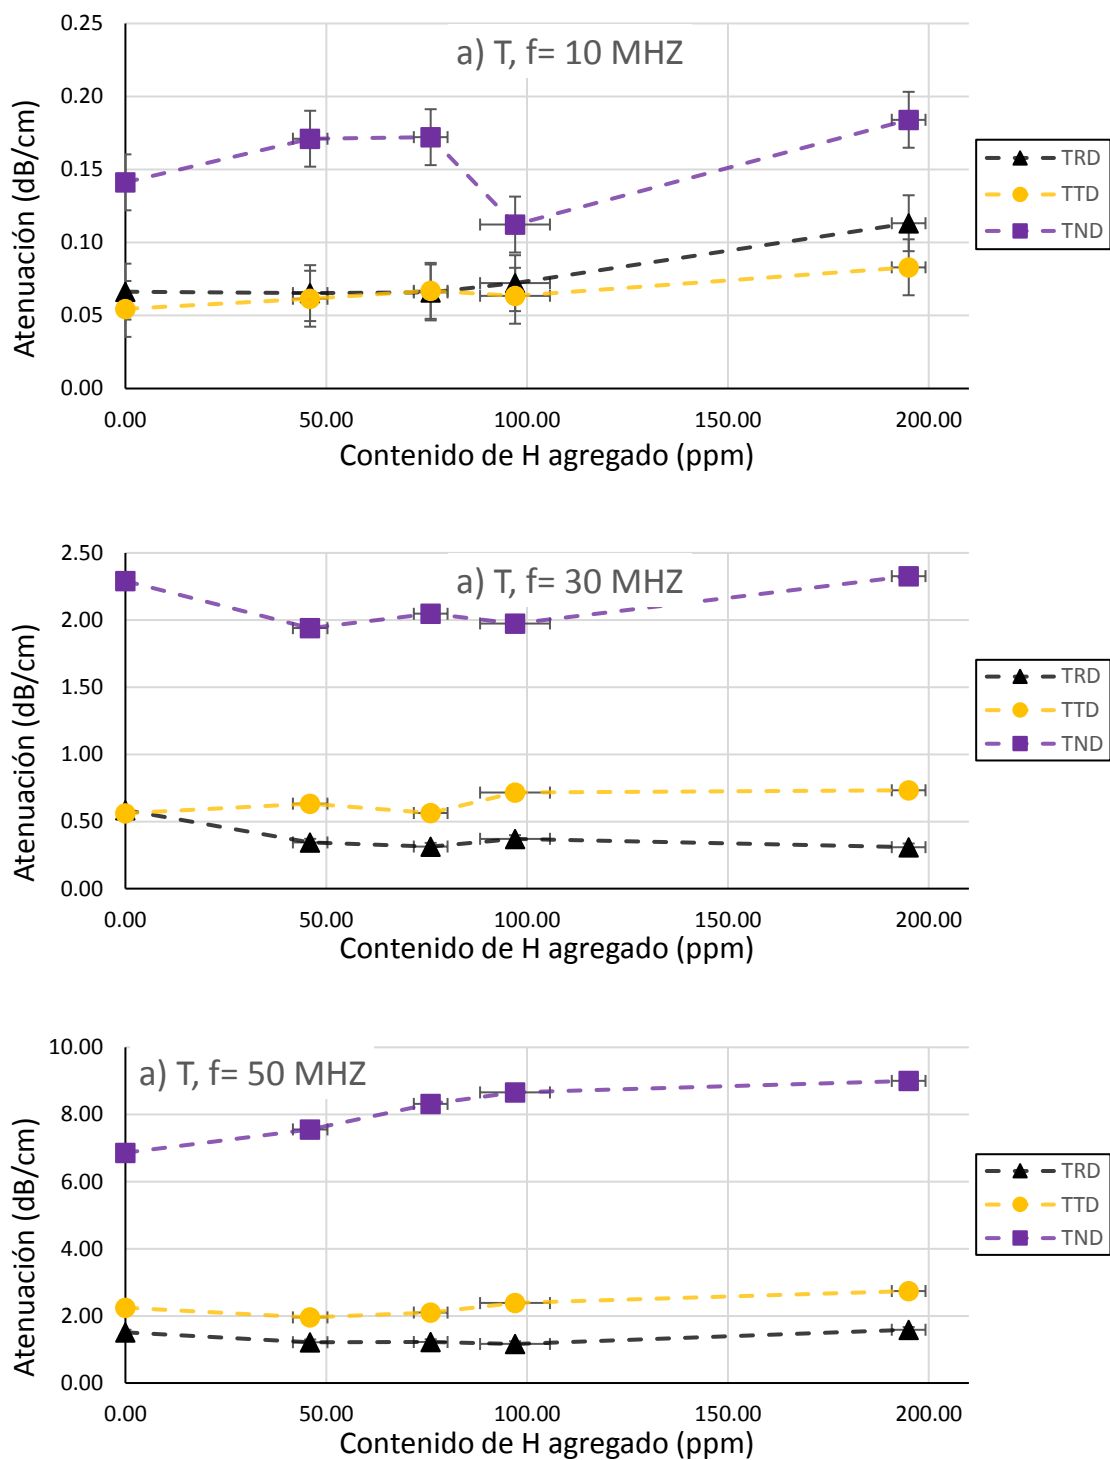 a) T, f= 10 MHZ
Atenuación (dB/cm)
0.25
0.20
0.15
0.10
0.05
0.00
0.00 50.00 100.00 150.00 200.00
Contenido de H agregado (ppm)
TRD
TTD
TND
a) T, f= 30 MHZ
Atenuación (dB/cm)
2.50
2.00
1.50
1.00
0.50
0.00
0.00 50.00 100.00 150.00 200.00
Contenido de H agregado (ppm)
TRD
TTD
TND
a) T, f= 50 MHZ
Atenuación (dB/cm)
10.00
8.00
6.00
4.00
2.00
0.00
0.00 50.00 100.00 150.00 200.00
Contenido de H agregado (ppm)
TRD
TTD
TND